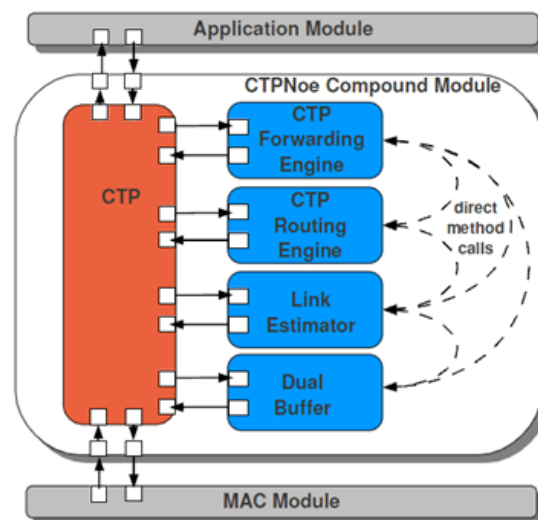 Application Module
CTPNoe Compound Module
CTP
CTP
Forwarding
Engine
CTP
Routing
Engine
direct
method
calls
Link
Estimator
Dual
Buffer
MAC Module